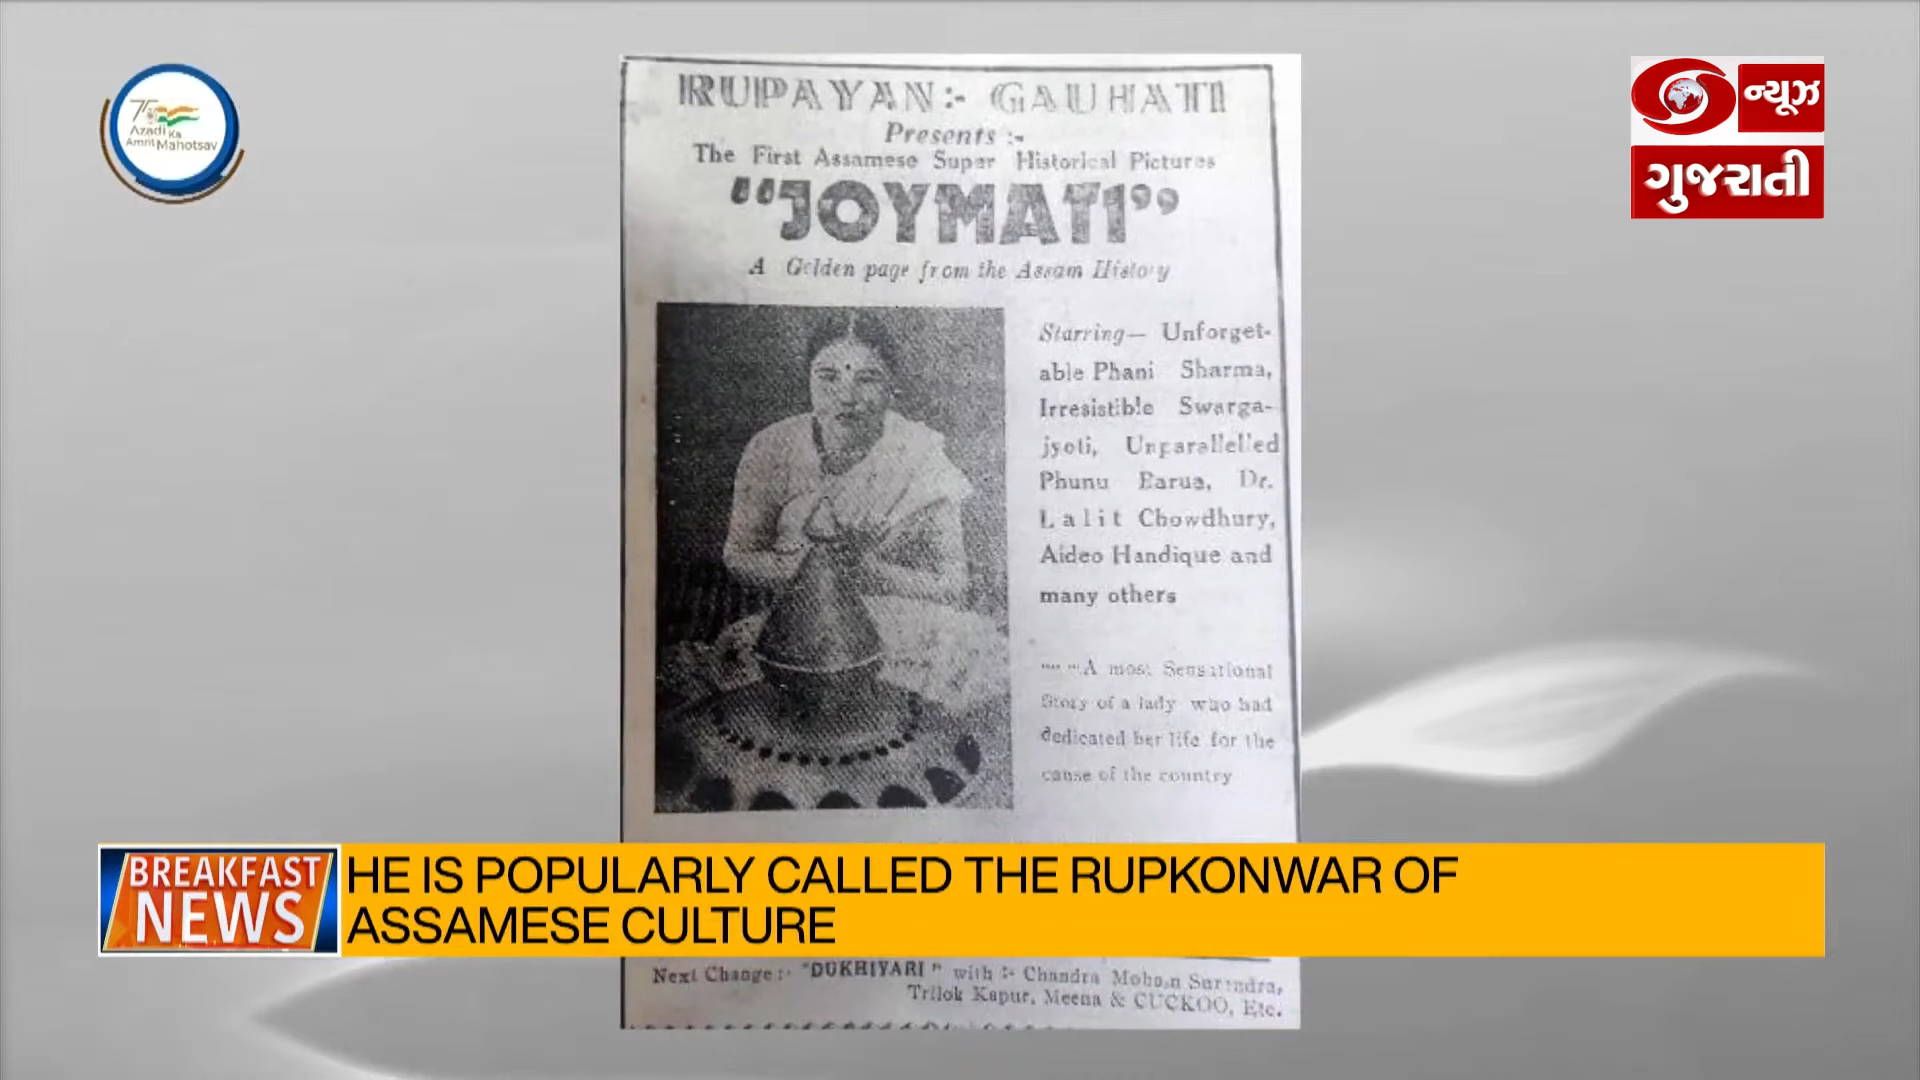 75
Azadi Ka
Amrit Mahotsav
ન્યૂઝ
ગુજરાતી
RUPAYAN:- GAUHATI
Presents :-
The First Assamese Super Historical Pictures
"JOYMATI"
A Golden page from the Assam History
Starring— Unforget-
able Phani Sharma,
Irresistible Swarga-
jyoti, Unparallelled
Phunu Barua, Dr.
Lalit Chowdhury,
Aideo Handique and
many others
A most Sensational
Story of a lady who had
dedicated her life for the
cause of the country
BREAKFAST
NEWS
HE IS POPULARLY CALLED THE RUPKONWAR OF
ASSAMESE CULTURE
Next Change :- "DUKHIYARI" with :- Chandra Mohan Surendra,
Trilok Kapur, Meena & CUCKOO, Etc.